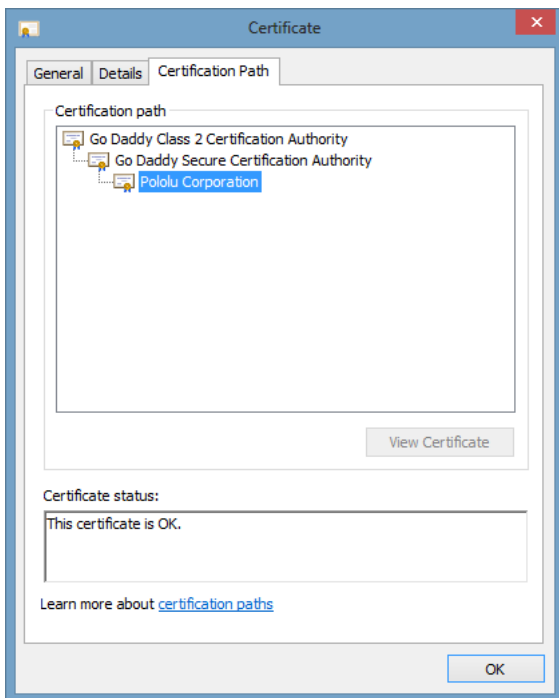 Certificate
General Details Certification Path
Certification path
Go Daddy Class 2 Certification Authority
Go Daddy Secure Certification Authority
Pololu Corporation
View Certificate
Certificate status:
This certificate is OK.
Learn more about certification paths
OK